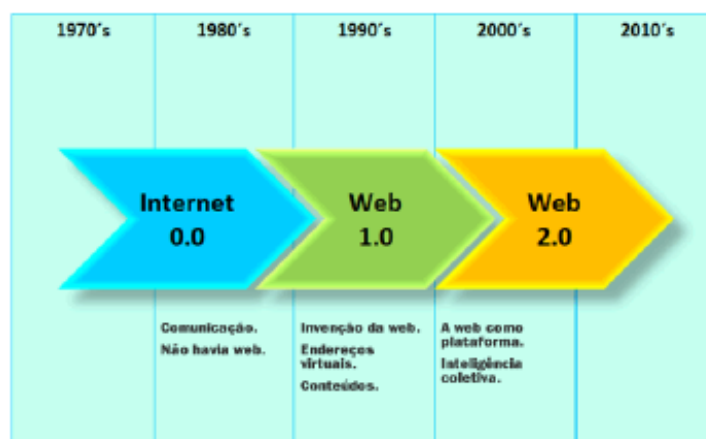 1970´s 1980´s 1990´s 2000´s 2010´s
Internet
0.0
Web
1.0
Web
2.0
Comunicação.
Não havia web.
Invenção da web.
Endereços
virtuais.
Conteúdos.
A web como
plataforma.
Inteligência
coletiva.